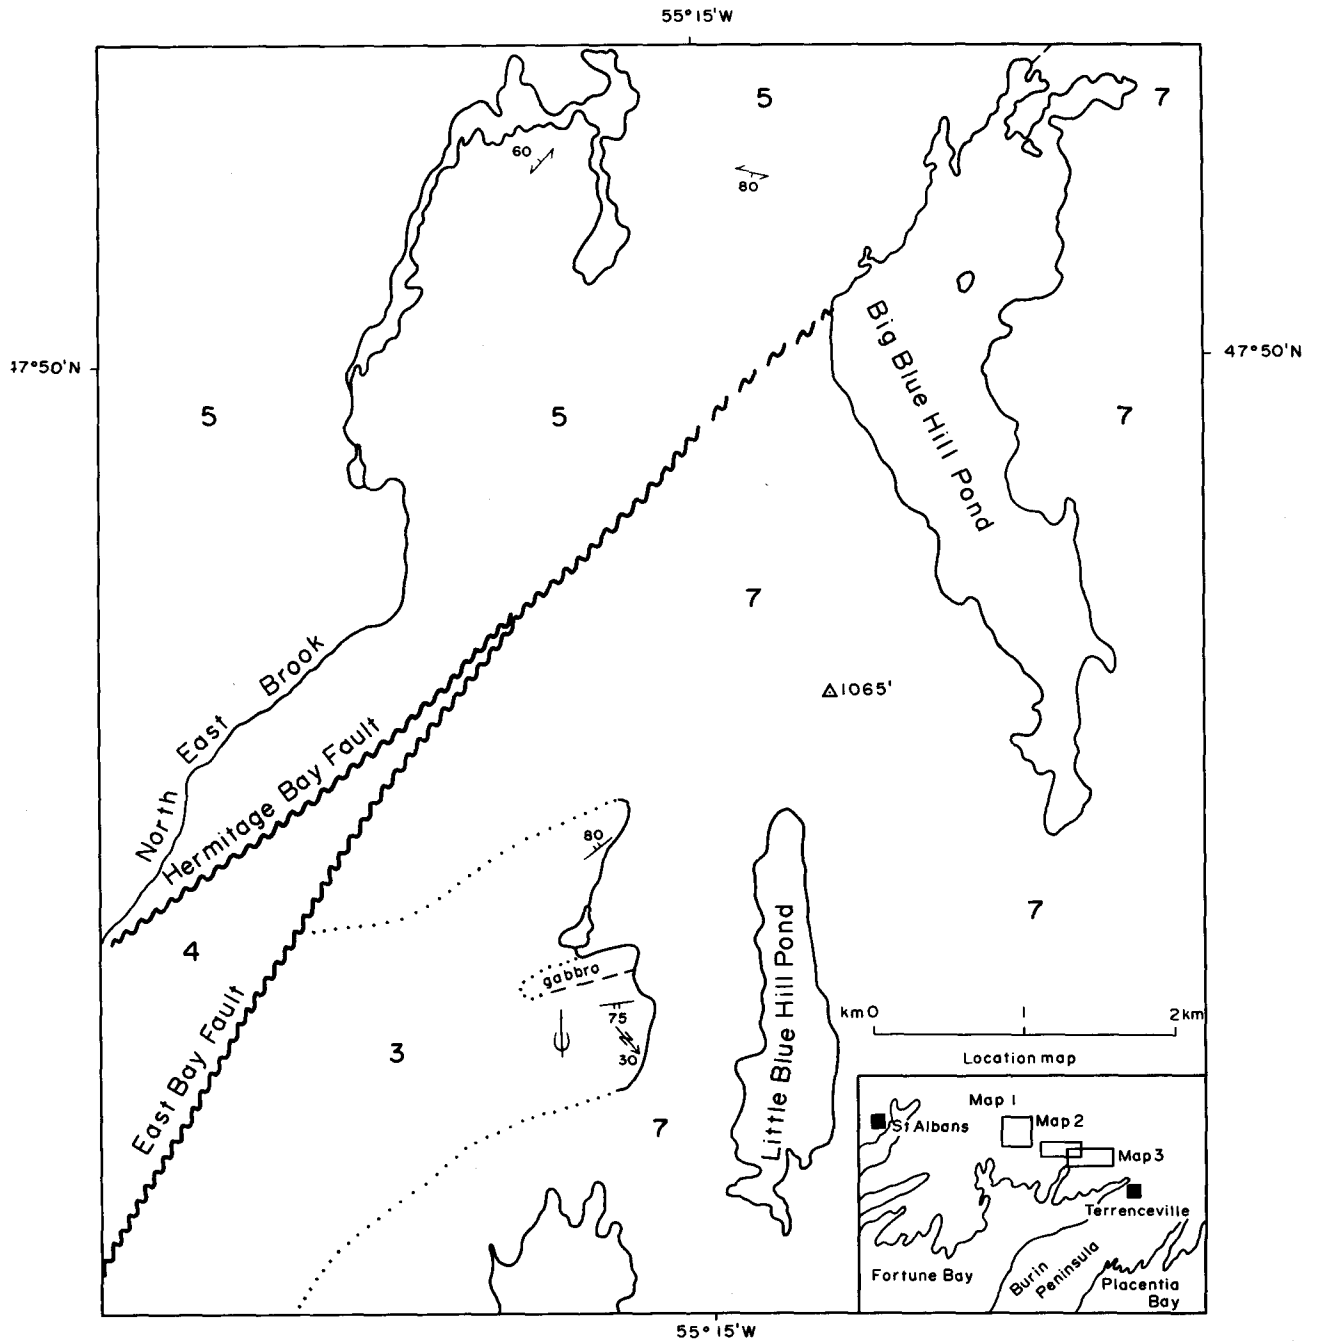 55° 15'W
5
7
60
80
17°50'N
47°50'N
Big Blue Hill Pond
5
5
7
7
North East Brook
1065'
Hermitage Bay Fault
80
4
7
gabbro
75
30
3
East Bay Fault
Little Blue Hill Pond
7
km 0 1 2 km
Location map
Map 1
St Albans
Map 2
Map 3
Terrenceville
Fortune Bay
Burin Peninsula
Placentia
Bay
55° 15'W